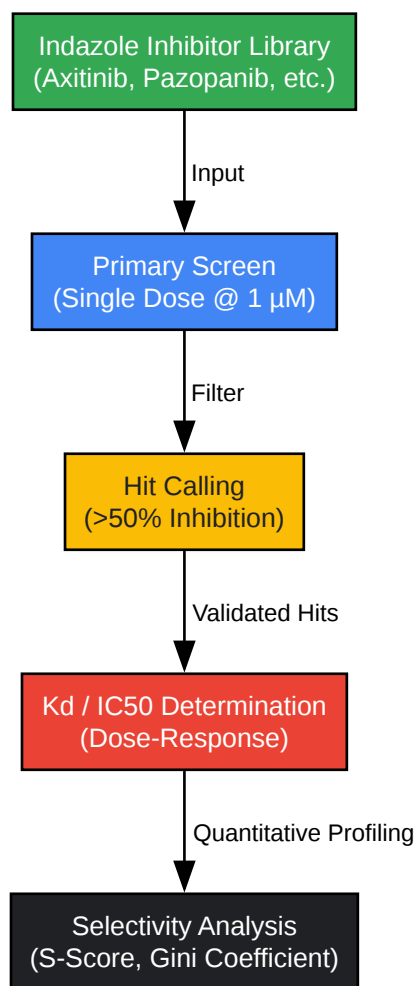 Indazole Inhibitor Library
(Axitinib, Pazopanib, etc.)
Input
Primary Screen
(Single Dose @ 1 µM)
Filter
Hit Calling
(>50% Inhibition)
Validated Hits
Kd / IC50 Determination
(Dose-Response)
Quantitative Profiling
Selectivity Analysis
(S-Score, Gini Coefficient)